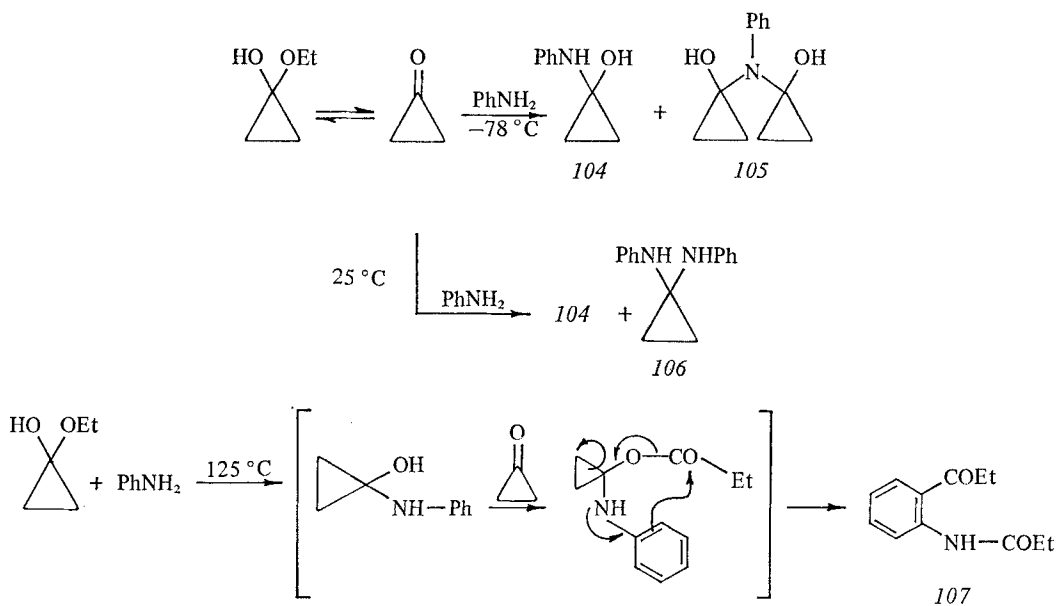 HO OEt
O
PhNH₂
−78 °C
PhNH OH
104
+
Ph
HO N OH
105
25 °C
PhNH₂
104 +
PhNH NHPh
106
HO OEt
+ PhNH₂
125 °C
OH
NH—Ph
O
O—CO
Et
NH
COEt
NH—COEt
107